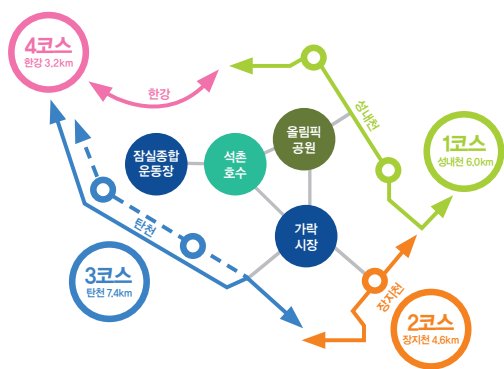 4코스
한강 3.2km
한강
성내천
올림픽
공원
잠실종합
운동장
석촌
호수
1코스
성내천 6.0km
탄천
가락
시장
3코스
탄천 7.4km
장지천
2코스
장지천 4.6km